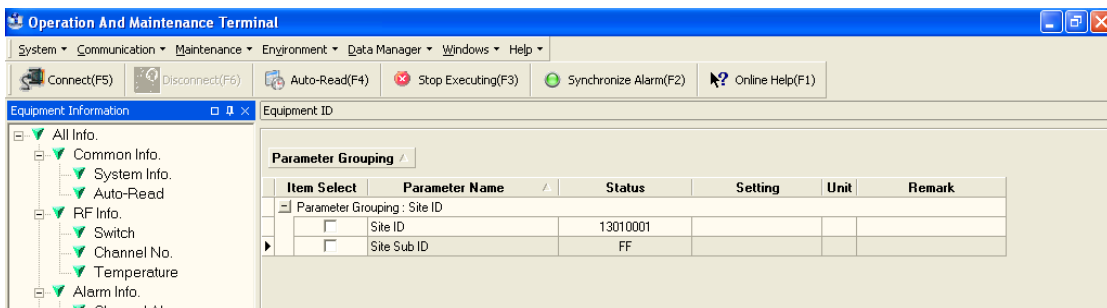 Operation And Maintenance Terminal
System Communication Maintenance Environment Data Manager Windows Help
Connect(F5) Disconnect(F6) Auto-Read(F4) Stop Executing(F3) Synchronize Alarm(F2) Online Help(F1)
Equipment Information
All Info.
Common Info.
System Info.
Auto-Read
RF Info.
Switch
Channel No.
Temperature
Alarm Info.
Equipment ID
Parameter Grouping
Item Select Parameter Name Status Setting Unit Remark
Parameter Grouping : Site ID
Site ID 13010001
Site Sub ID FF